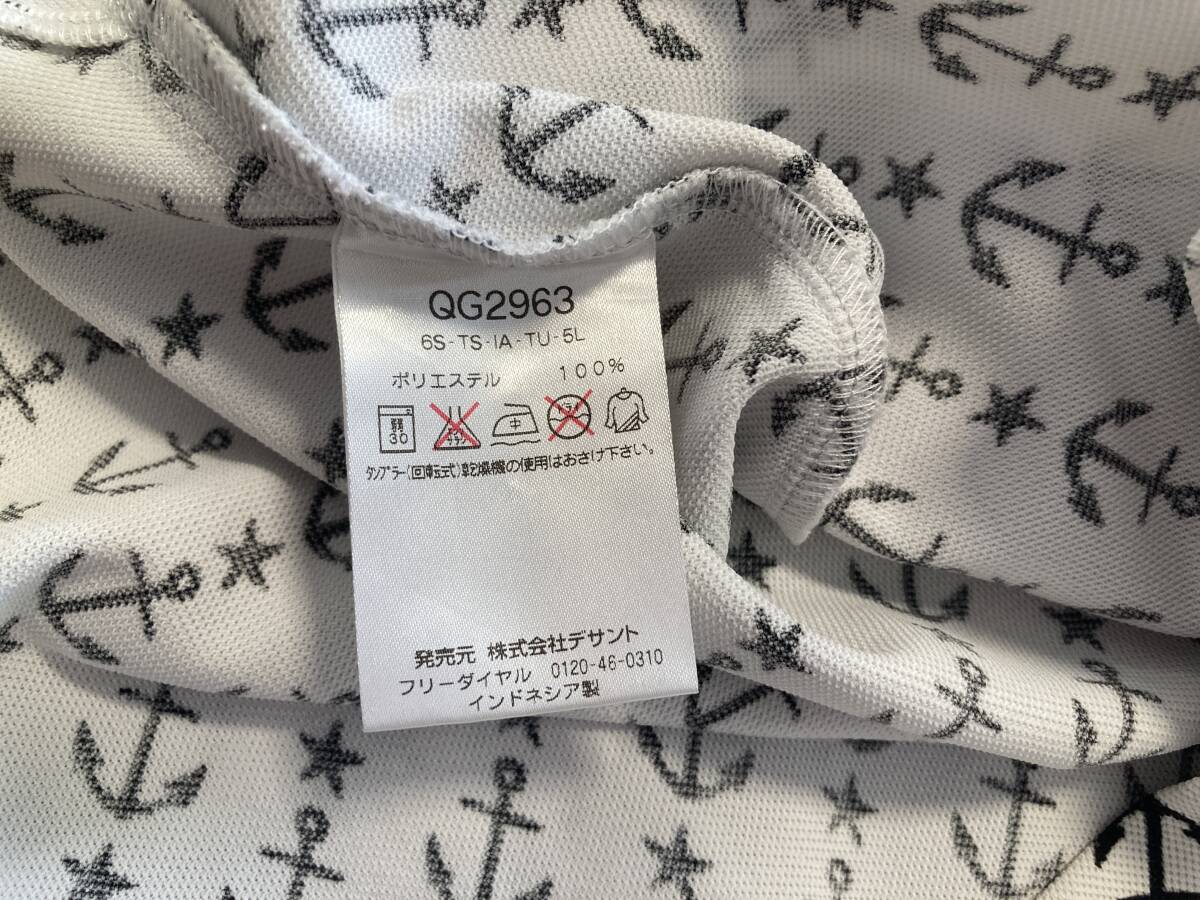 QG2963
6S-TS-IA-TU-5L
ポリエステル 100%
弱 30 中
タンブラー(回転式)乾燥機の使用はおさけ下さい。
発売元 株式会社デサント
フリーダイヤル 0120-46-0310
インドネシア製